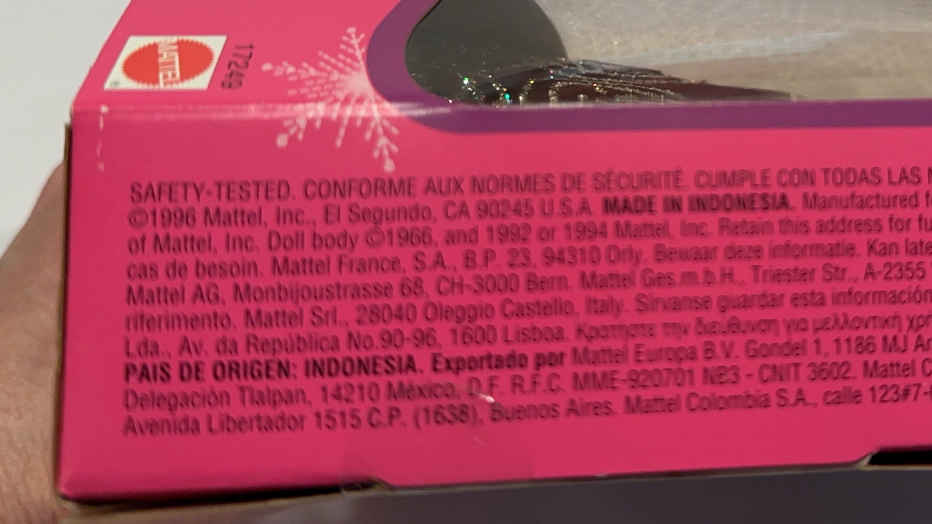 MATTEL
17249
SAFETY-TESTED. CONFORME AUX NORMES DE SÉCURITÉ. CUMPLE CON TODAS LAS
©1996 Mattel, Inc., El Segundo, CA 90245 U.S.A. MADE IN INDONESIA. Manufactured
of Mattel, Inc. Doll body ©1966, and 1992 or 1994 Mattel, Inc. Retain this address for
cas de besoin. Mattel France, S.A., B.P. 23, 94310 Orly. Bewaar deze informatie. Kan
Mattel AG, Monbijoustrasse 68, CH-3000 Bern. Mattel Ges.m.b.H., Triester Str., A-2355
riferimento. Mattel Srl., 28040 Oleggio Castello, Italy. Sírvanse guardar esta información
Lda., Av. da República No. 90-96, 1600 Lisboa. Κρατήστε την διεύθυνση για μελλοντική
PAIS DE ORIGEN: INDONESIA. Exportado por Mattel Europa B.V. Gondel 1, 1186 MJ
Delegación Tlalpan, 14210 México, D.F. R.F.C. MME-920701 NB3 - CNIT 3602. Mattel
Avenida Libertador 1515 C.P. (1638), Buenos Aires. Mattel Colombia S.A., calle 123#7-